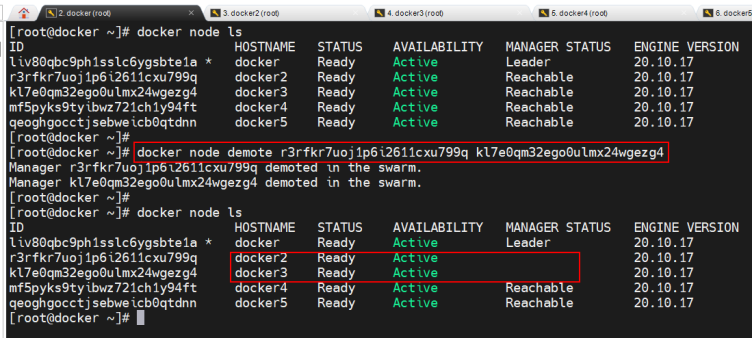 2. docker (root) × 3. docker2 (root) 4. docker3 (root) 5. docker4 (root) 6. docker5
[root@docker ~]# docker node ls
ID HOSTNAME STATUS AVAILABILITY MANAGER STATUS ENGINE VERSION
liv80qbc9ph1sslc6ygsbte1a * docker Ready Active Leader 20.10.17
r3rfkr7uoj1p6i2611cxu799q docker2 Ready Active Reachable 20.10.17
kl7e0qm32ego0ulmx24wgezg4 docker3 Ready Active Reachable 20.10.17
mf5pyks9tyibwz721ch1y94ft docker4 Ready Active Reachable 20.10.17
qeoghgocctjsebweicb0qtdnn docker5 Ready Active Reachable 20.10.17
[root@docker ~]#
[root@docker ~]# docker node demote r3rfkr7uoj1p6i2611cxu799q kl7e0qm32ego0ulmx24wgezg4
Manager r3rfkr7uoj1p6i2611cxu799q demoted in the swarm.
Manager kl7e0qm32ego0ulmx24wgezg4 demoted in the swarm.
[root@docker ~]#
[root@docker ~]# docker node ls
ID HOSTNAME STATUS AVAILABILITY MANAGER STATUS ENGINE VERSION
liv80qbc9ph1sslc6ygsbte1a * docker Ready Active Leader 20.10.17
r3rfkr7uoj1p6i2611cxu799q docker2 Ready Active 20.10.17
kl7e0qm32ego0ulmx24wgezg4 docker3 Ready Active 20.10.17
mf5pyks9tyibwz721ch1y94ft docker4 Ready Active Reachable 20.10.17
qeoghgocctjsebweicb0qtdnn docker5 Ready Active Reachable 20.10.17
[root@docker ~]#